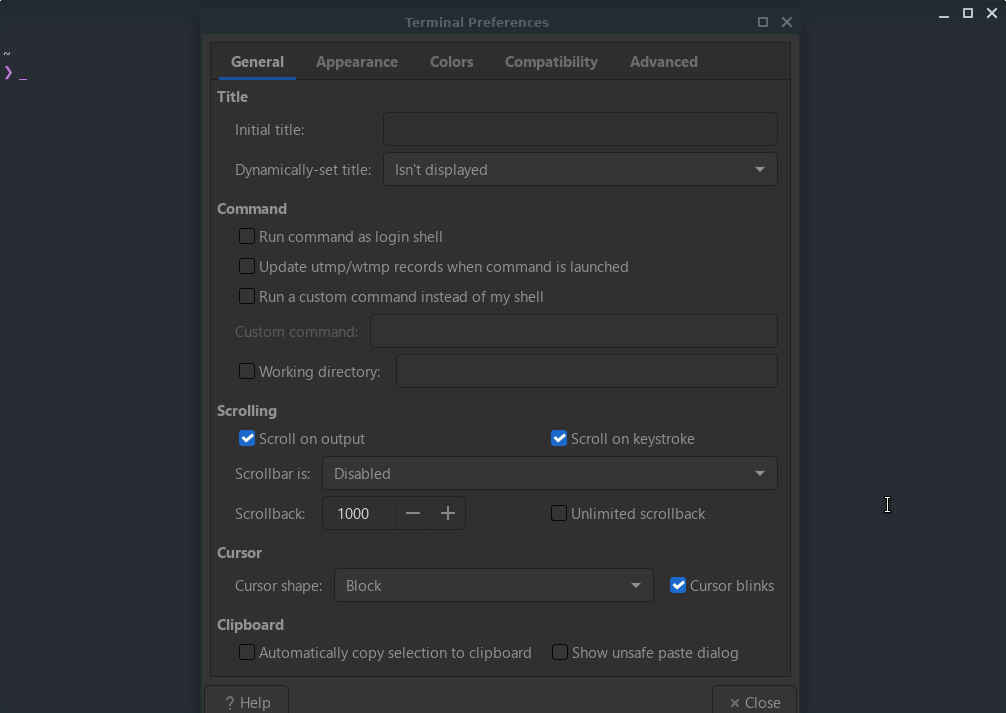 Terminal Preferences
~
❯ _
General Appearance Colors Compatibility Advanced
Title
Initial title:
Dynamically-set title: Isn't displayed
Command
Run command as login shell
Update utmp/wtmp records when command is launched
Run a custom command instead of my shell
Custom command:
Working directory:
Scrolling
Scroll on output Scroll on keystroke
Scrollbar is: Disabled
Scrollback: 1000 Unlimited scrollback
Cursor
Cursor shape: Block Cursor blinks
Clipboard
Automatically copy selection to clipboard Show unsafe paste dialog
? Help × Close